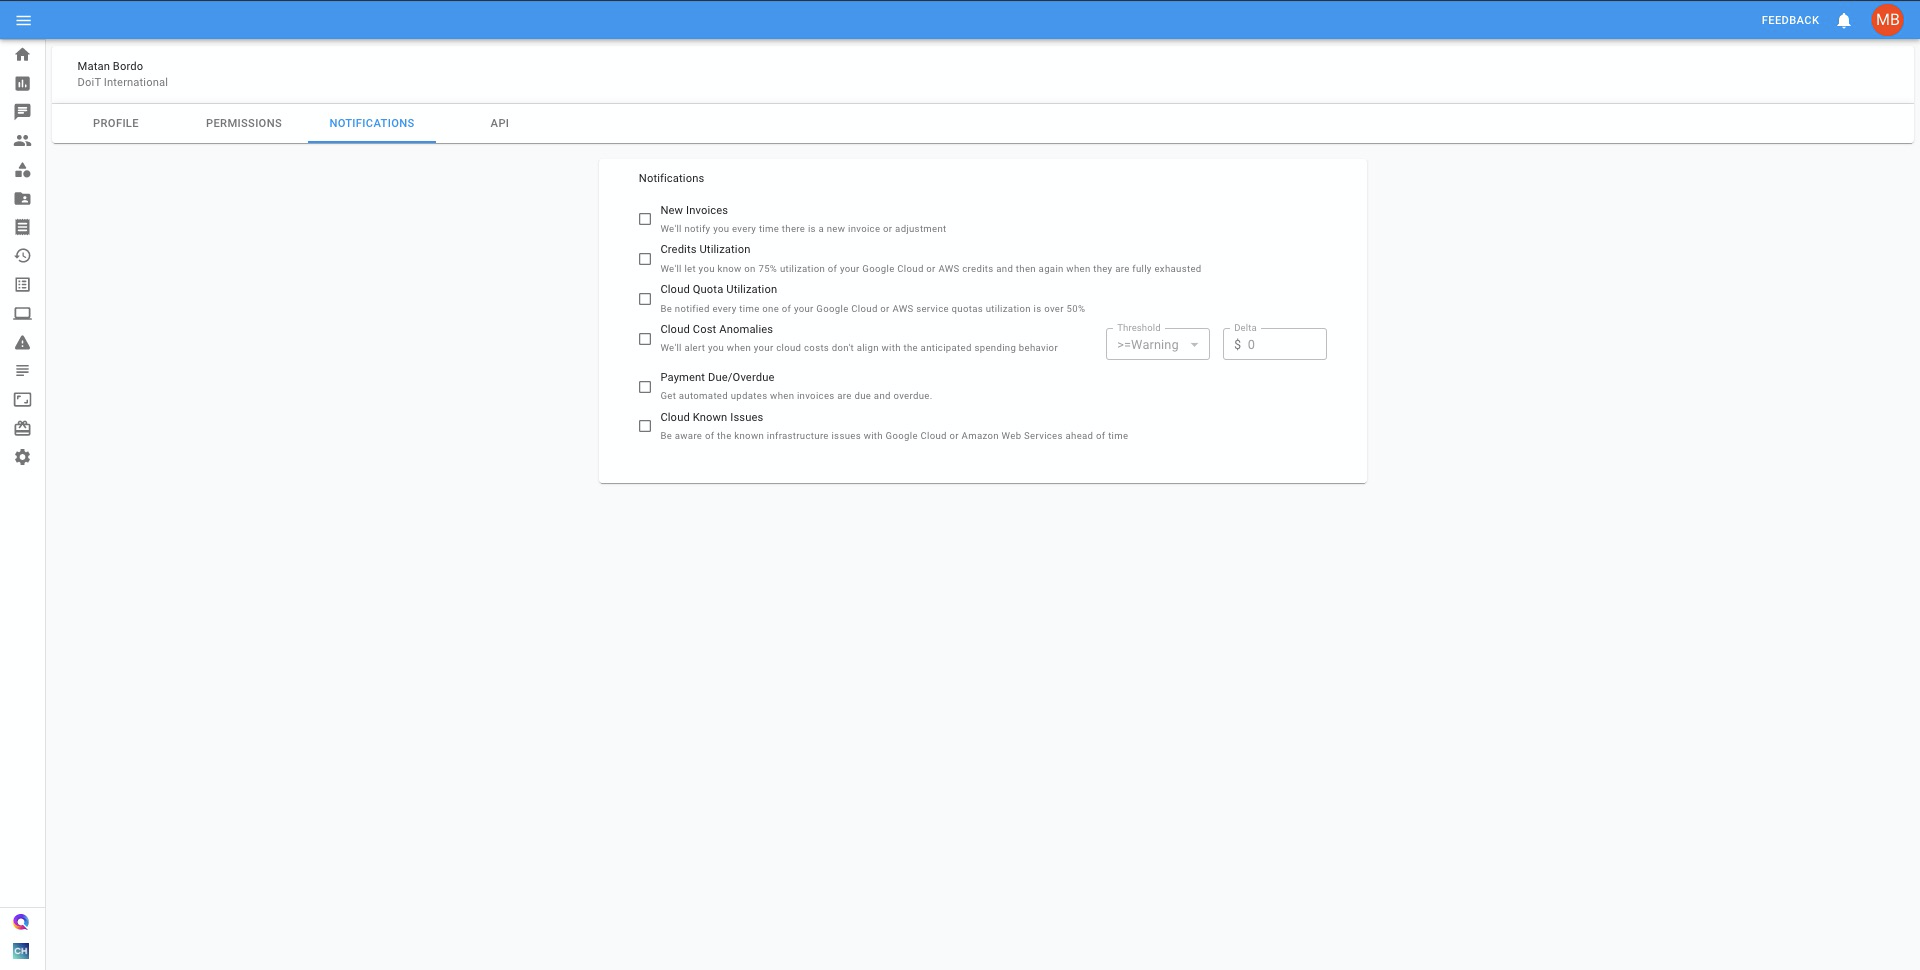 FEEDBACK
MB
Matan Bordo
DoiT International
PROFILE
PERMISSIONS
NOTIFICATIONS
API
Notifications
New Invoices
We'll notify you every time there is a new invoice or adjustment
Credits Utilization
We'll let you know on 75% utilization of your Google Cloud or AWS credits and then again when they are fully exhausted
Cloud Quota Utilization
Be notified every time one of your Google Cloud or AWS service quotas utilization is over 50%
Cloud Cost Anomalies
We'll alert you when your cloud costs don't align with the anticipated spending behavior
Threshold
>=Warning
Delta
$ 0
Payment Due/Overdue
Get automated updates when invoices are due and overdue.
Cloud Known Issues
Be aware of the known infrastructure issues with Google Cloud or Amazon Web Services ahead of time
CH